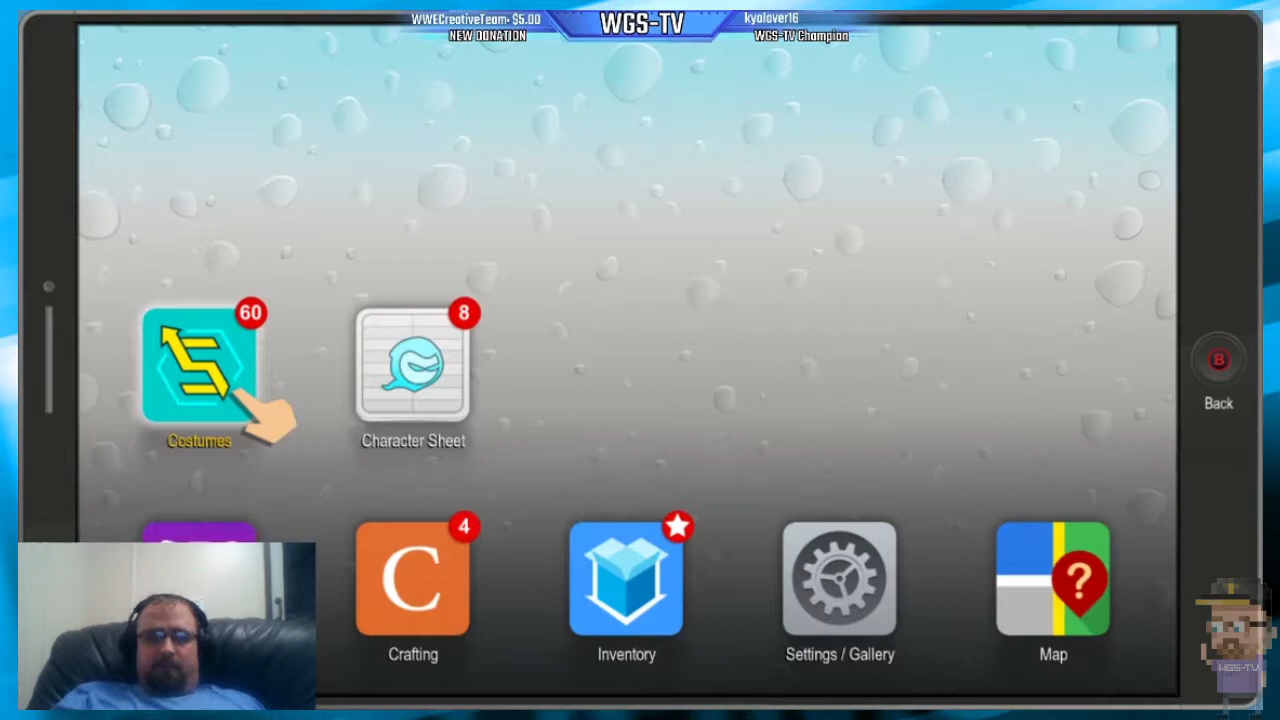 WWECreativeTeam- $5.00
NEW DONATION
WGS-TV
kyolover16
WGS-TV Champion
60
8
B
Back
Costumes
Character Sheet
4
C
?
Crafting
Inventory
Settings / Gallery
Map
WGS-TV